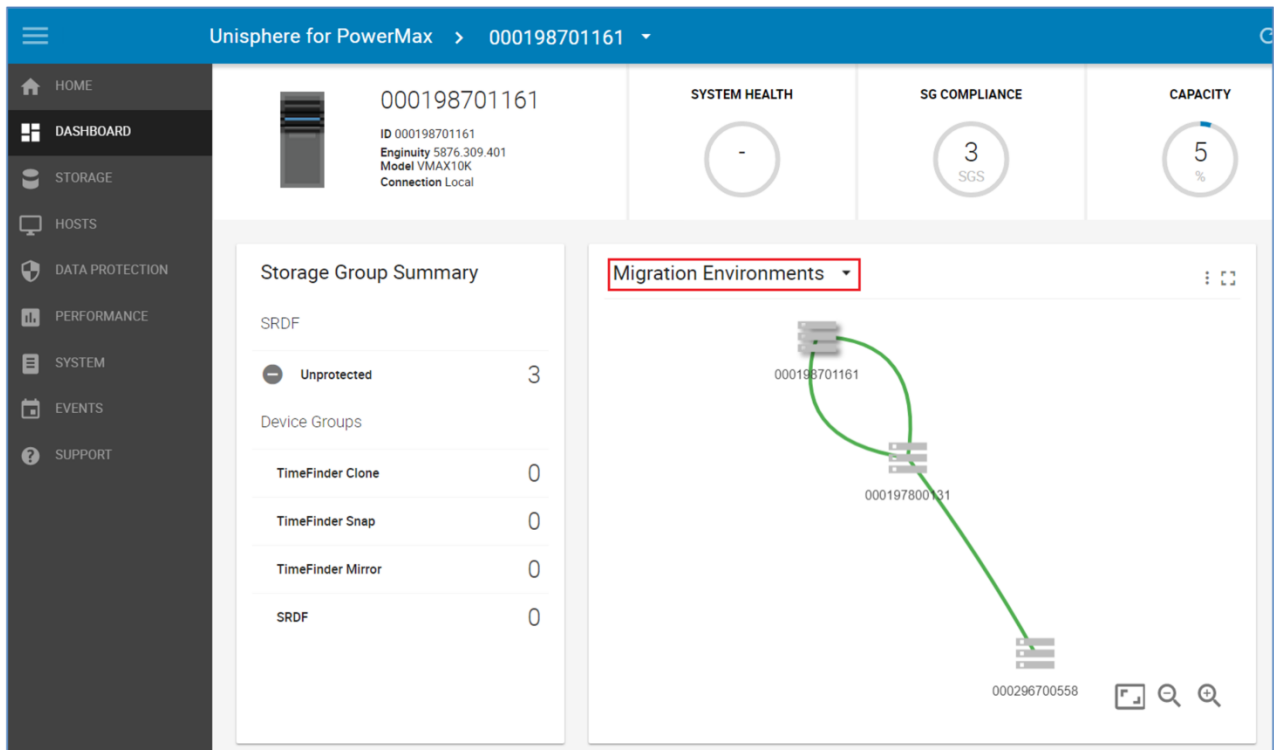 Unisphere for PowerMax > 000198701161
HOME
DASHBOARD
STORAGE
HOSTS
DATA PROTECTION
PERFORMANCE
SYSTEM
EVENTS
SUPPORT
000198701161
ID 000198701161
Enginuity 5876.309.401
Model VMAX10K
Connection Local
SYSTEM HEALTH
-
SG COMPLIANCE
3
SGS
CAPACITY
5
%
Storage Group Summary
SRDF
Unprotected 3
Device Groups
TimeFinder Clone 0
TimeFinder Snap 0
TimeFinder Mirror 0
SRDF 0
Migration Environments
000198701161
000197800131
000296700558